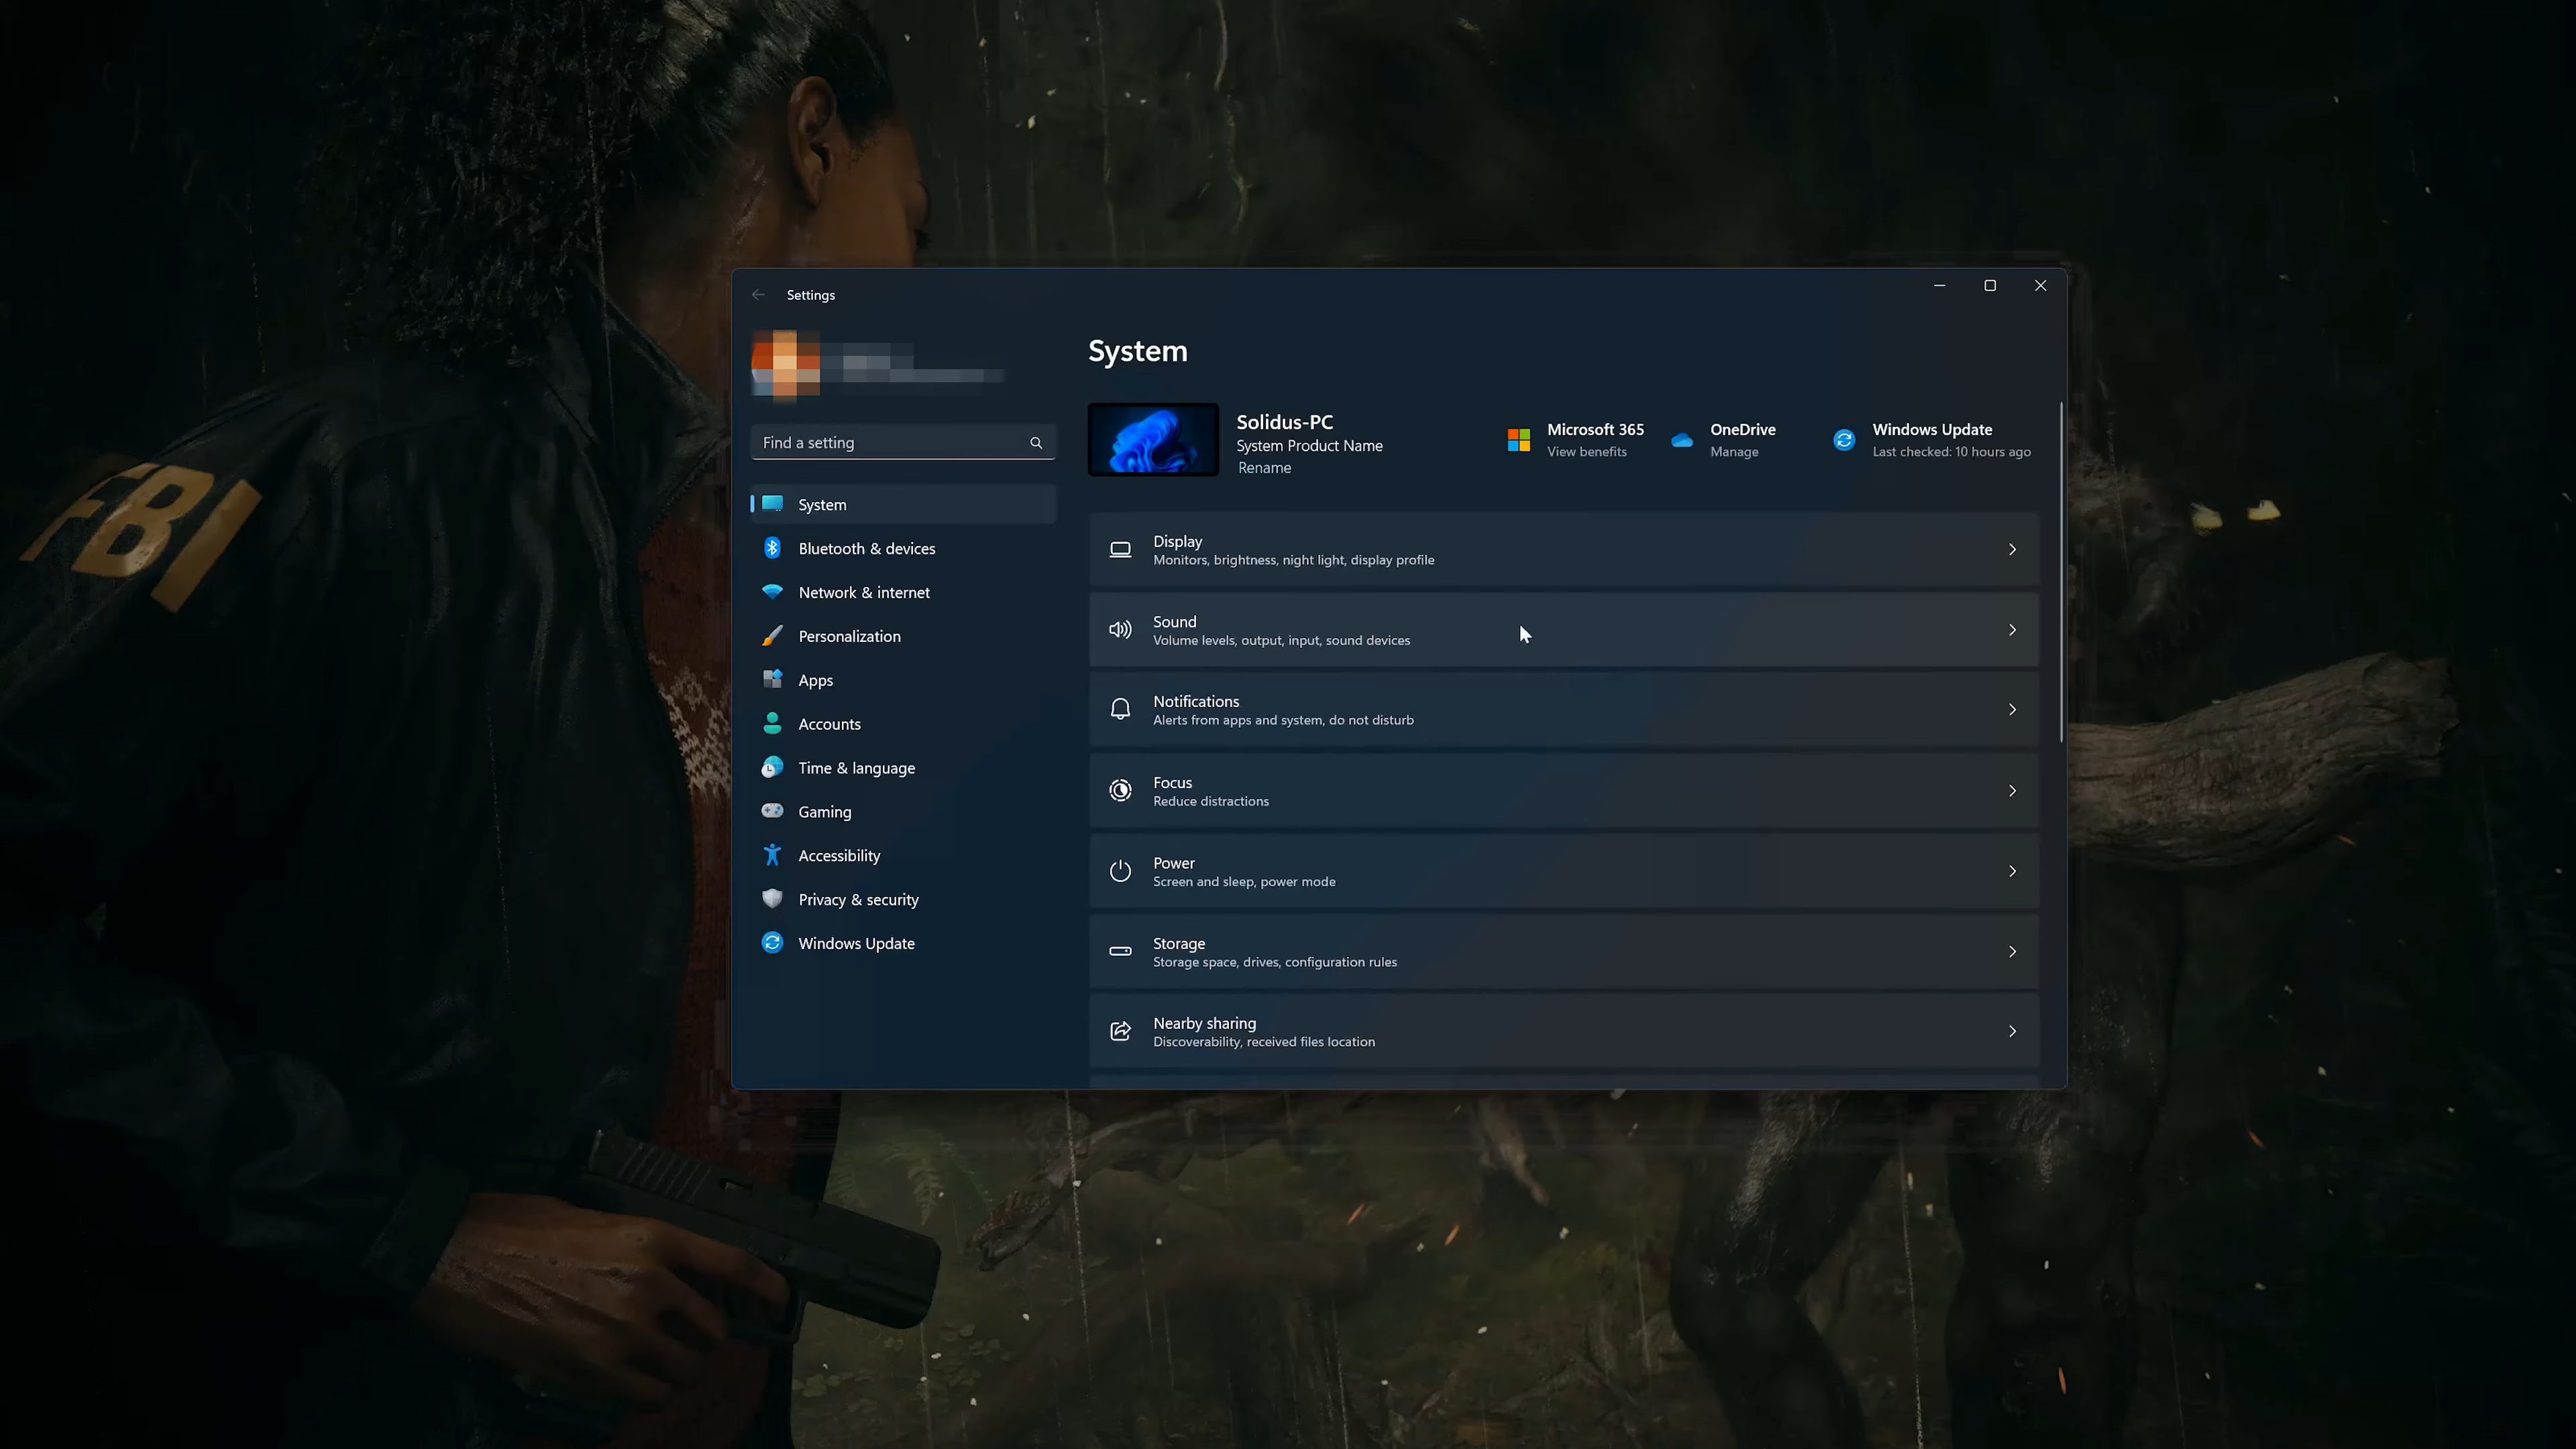 Settings
System
Find a setting
Solidus-PC
System Product Name
Rename
Microsoft 365
View benefits
OneDrive
Manage
Windows Update
Last checked: 10 hours ago
System
Bluetooth & devices
Network & internet
Personalization
Apps
Accounts
Time & language
Gaming
Accessibility
Privacy & security
Windows Update
Display
Monitors, brightness, night light, display profile
Sound
Volume levels, output, input, sound devices
Notifications
Alerts from apps and system, do not disturb
Focus
Reduce distractions
Power
Screen and sleep, power mode
Storage
Storage space, drives, configuration rules
Nearby sharing
Discoverability, received files location
FBI